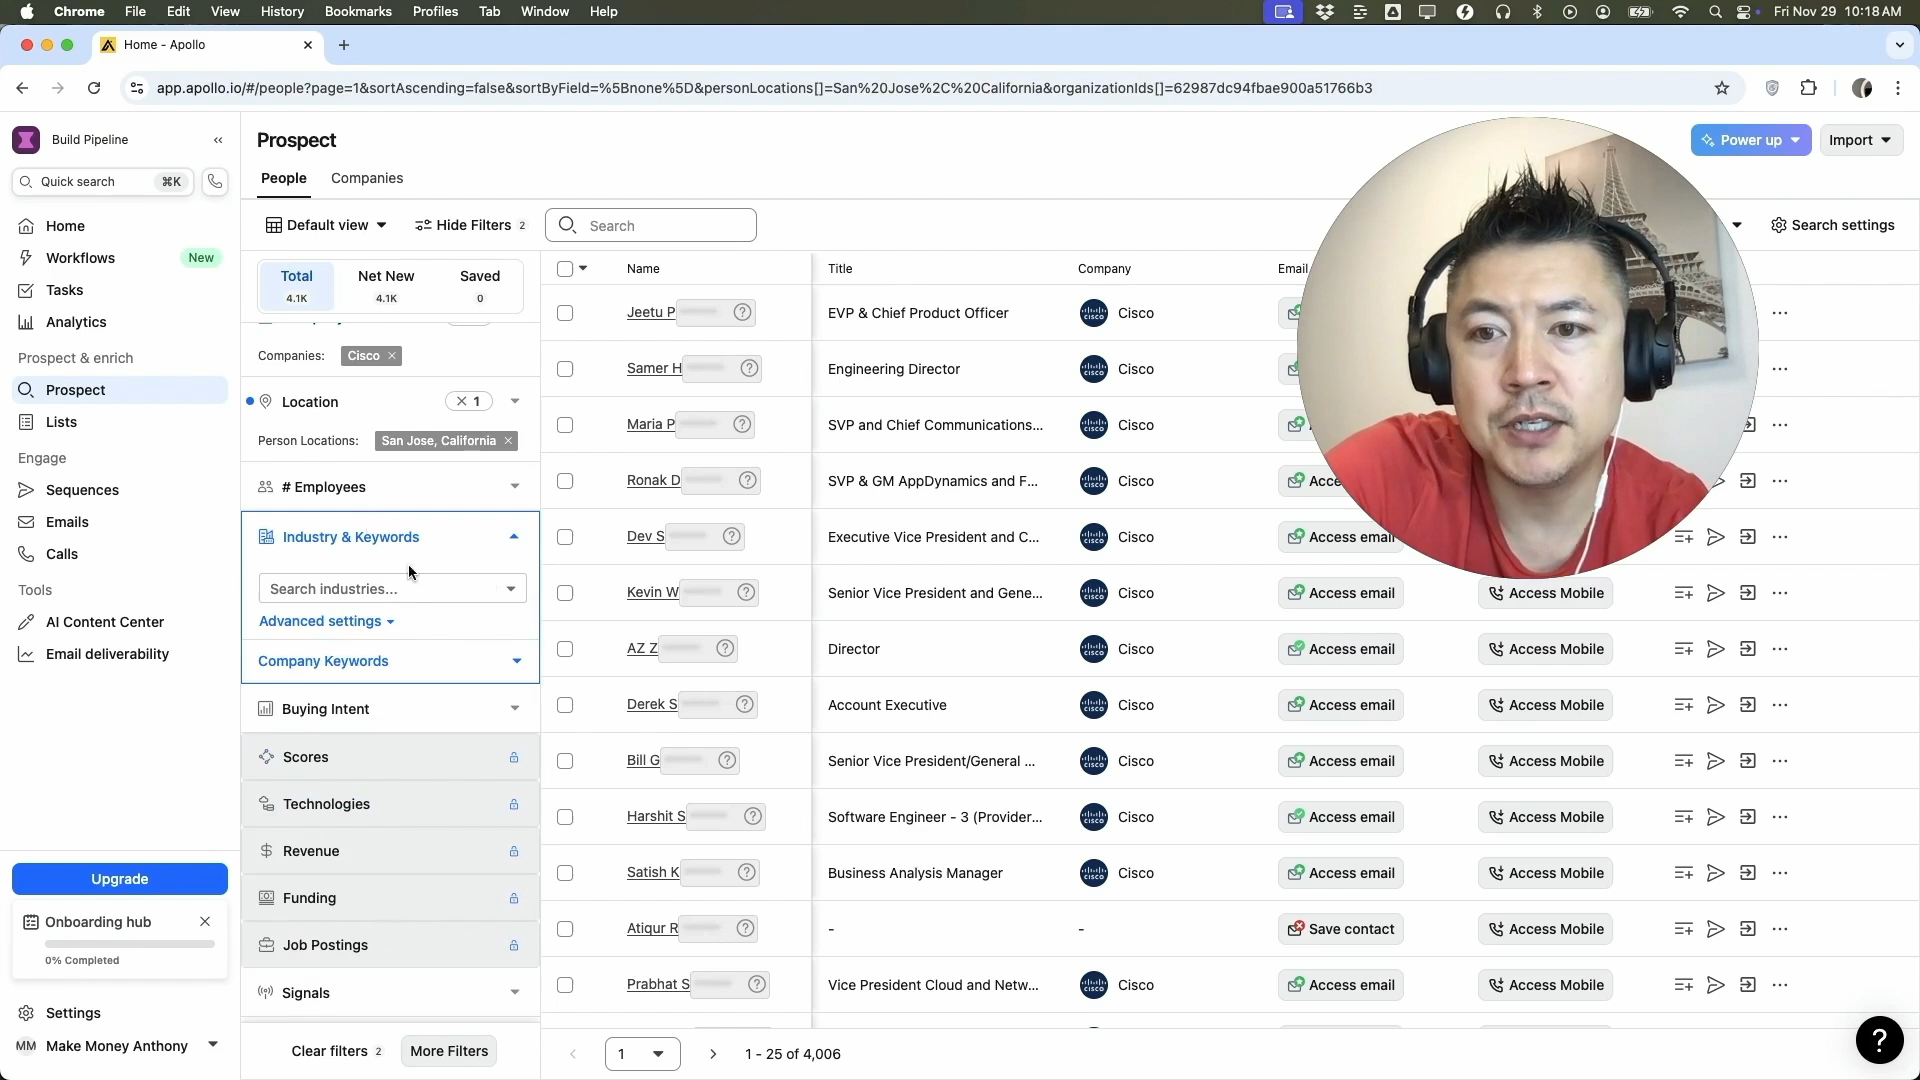 Chrome File Edit View History Bookmarks Profiles Tab Window Help Fri Nov 29 10:18 AM
Home - Apollo
app.apollo.io/#/people?page=1&sortAscending=false&sortByField=%5Bnone%5D&personLocations[]=San%20Jose%2C%20California&organizationIds[]=62987dc94fbae900a51766b3
Build Pipeline
Quick search ⌘K
Home
Workflows New
Tasks
Analytics
Prospect & enrich
Prospect
Lists
Engage
Sequences
Emails
Calls
Tools
AI Content Center
Email deliverability
Upgrade
Onboarding hub
0% Completed
Settings
MM Make Money Anthony
Prospect
Power up Import
People Companies
Default view Hide Filters 2 Search Search settings
Total Net New Saved
4.1K 4.1K 0
Companies: Cisco
Location 1
Person Locations: San Jose, California
# Employees
Industry & Keywords
Search industries...
Advanced settings
Company Keywords
Buying Intent
Scores
Technologies
Revenue
Funding
Job Postings
Signals
Clear filters 2 More Filters
Name Title Company Email
Jeetu P EVP & Chief Product Officer Cisco
Samer H Engineering Director Cisco
Maria P SVP and Chief Communications... Cisco
Ronak D SVP & GM AppDynamics and F... Cisco
Dev S Executive Vice President and C... Cisco Access email
Kevin W Senior Vice President and Gene... Cisco Access email Access Mobile
AZ Z Director Cisco Access email Access Mobile
Derek S Account Executive Cisco Access email Access Mobile
Bill G Senior Vice President/General ... Cisco Access email Access Mobile
Harshit S Software Engineer - 3 (Provider... Cisco Access email Access Mobile
Satish K Business Analysis Manager Cisco Access email Access Mobile
Atiqur R - - Save contact Access Mobile
Prabhat S Vice President Cloud and Netw... Cisco Access email Access Mobile
1 1 - 25 of 4,006
?